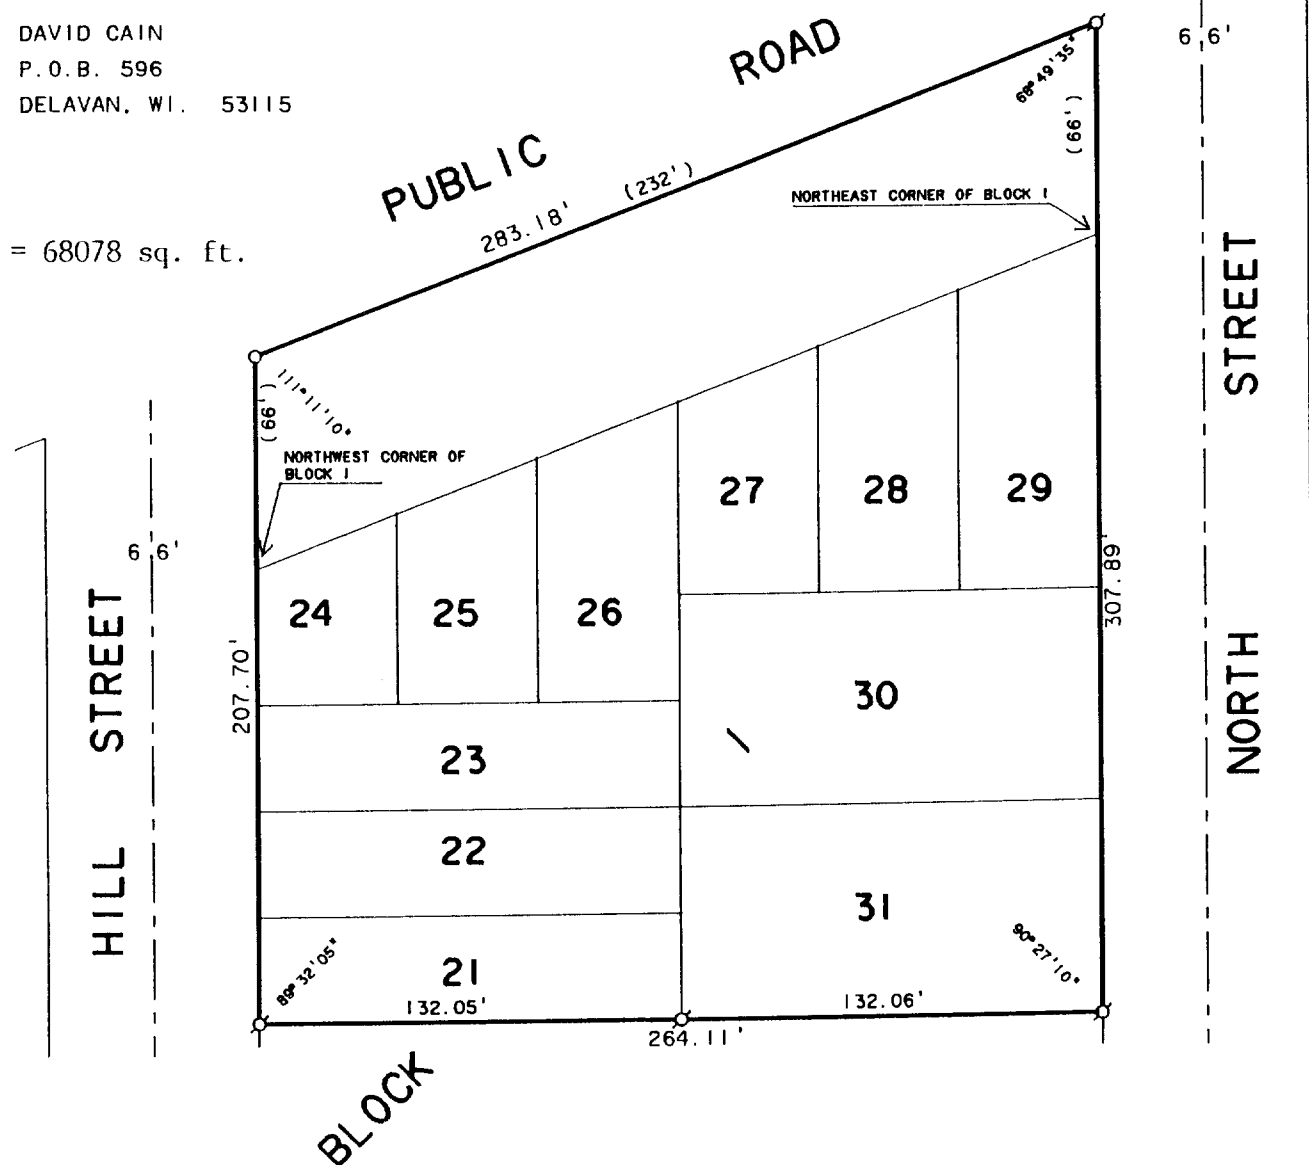 DAVID CAIN
P.O.B. 596
DELAVAN, WI. 53115
= 68078 sq. ft.
PUBLIC ROAD
283.18' (232')
68°49'35"
(66')
6 6'
NORTHEAST CORNER OF BLOCK 1
111°11'10"
(66')
NORTHWEST CORNER OF
BLOCK 1
6 6'
HILL STREET
207.70'
NORTH STREET
307.89'
27
28
29
24
25
26
30
23
22
31
21
1
89°32'05"
90°27'10"
132.05'
132.06'
264.11'
BLOCK